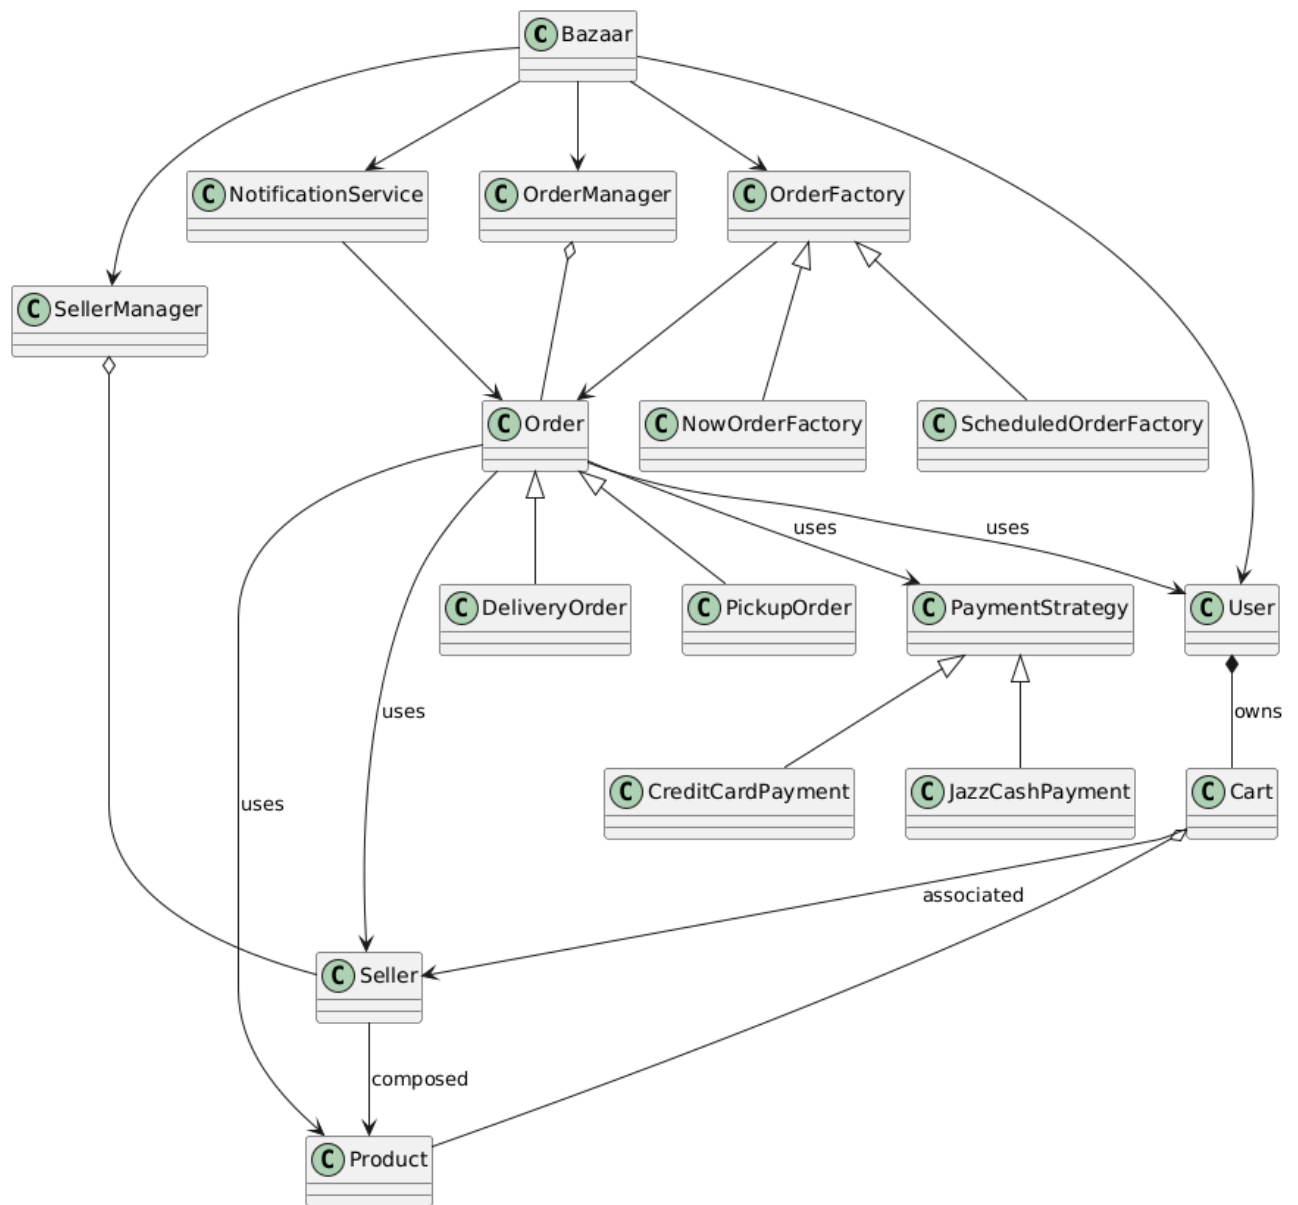 C Bazaar
C NotificationService
C OrderManager
C OrderFactory
C SellerManager
C Order
C NowOrderFactory
C ScheduledOrderFactory
uses
uses
C DeliveryOrder
C PickupOrder
C PaymentStrategy
C User
uses
owns
C CreditCardPayment
C JazzCashPayment
C Cart
uses
associated
C Seller
composed
C Product